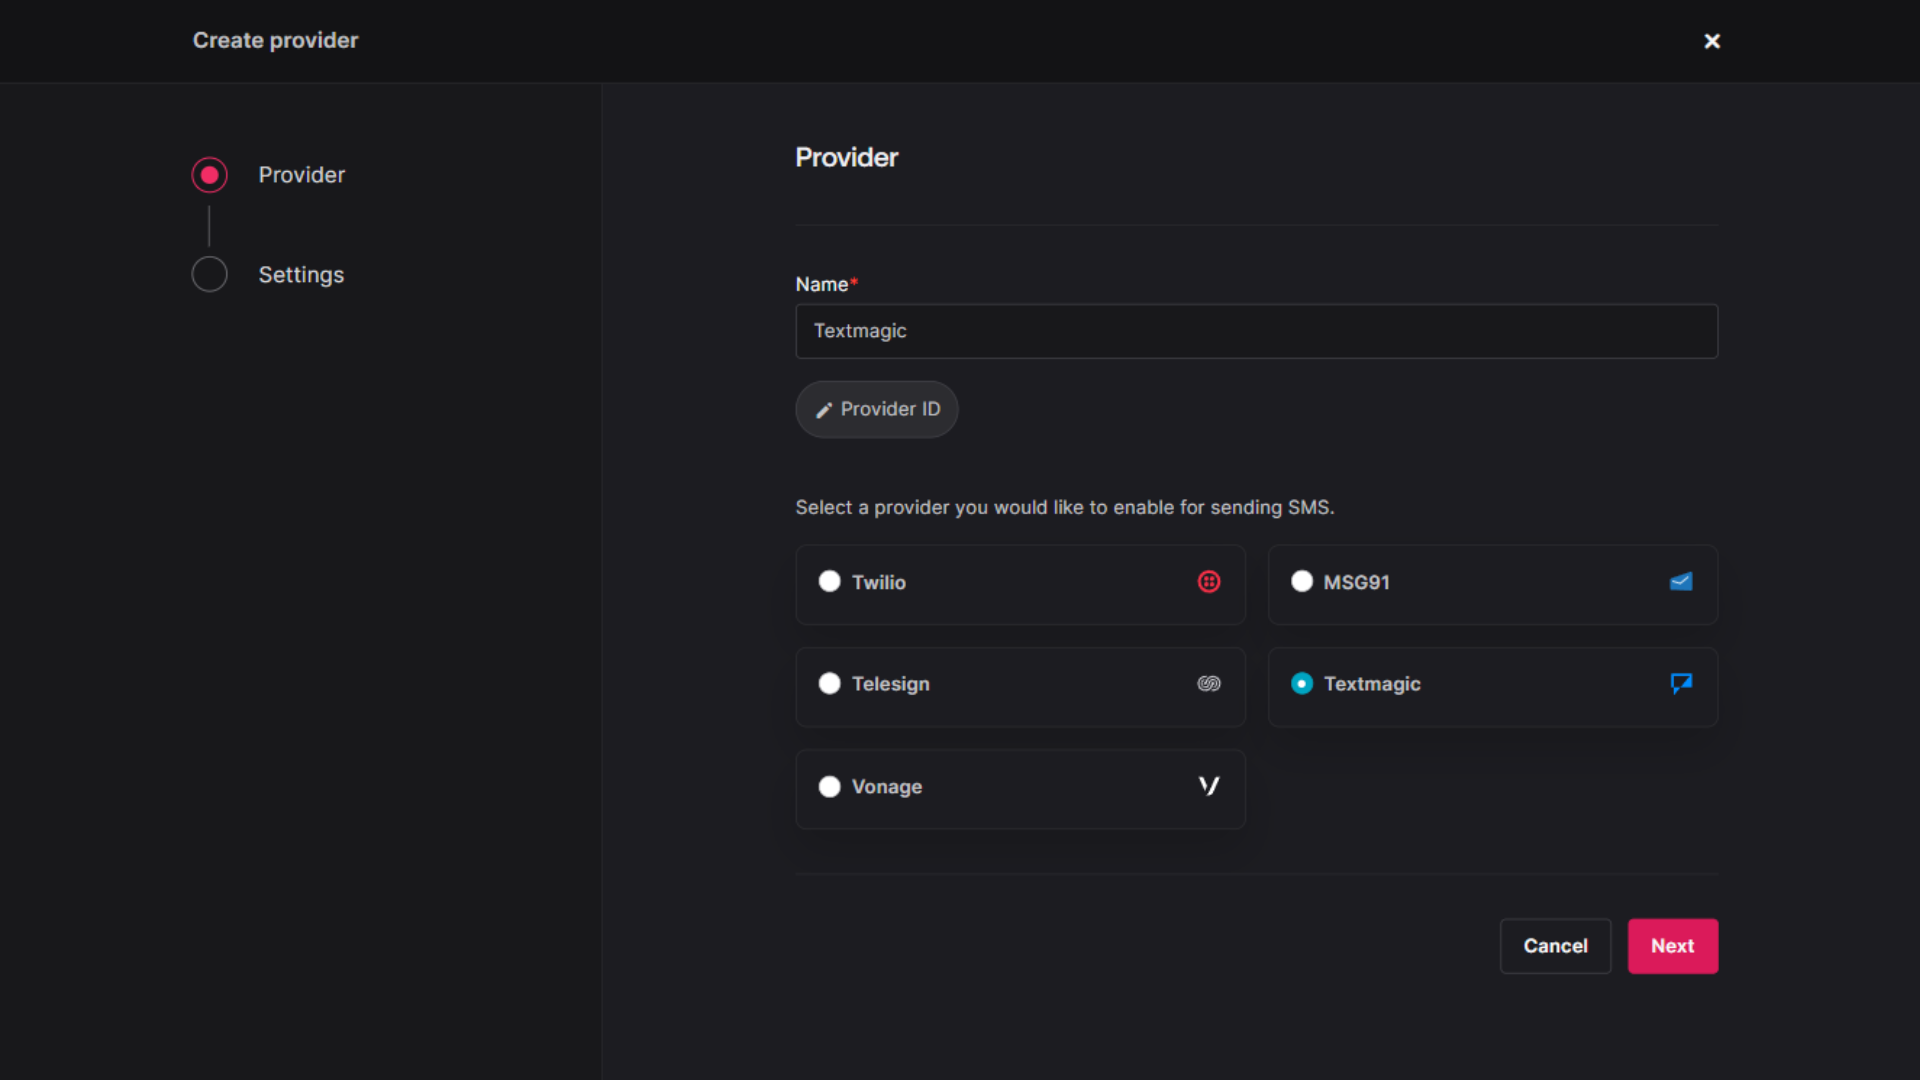 Create provider
Provider
Settings
Provider
Name*
Textmagic
Provider ID
Select a provider you would like to enable for sending SMS.
Twilio
MSG91
Telesign
Textmagic
Vonage
Cancel
Next